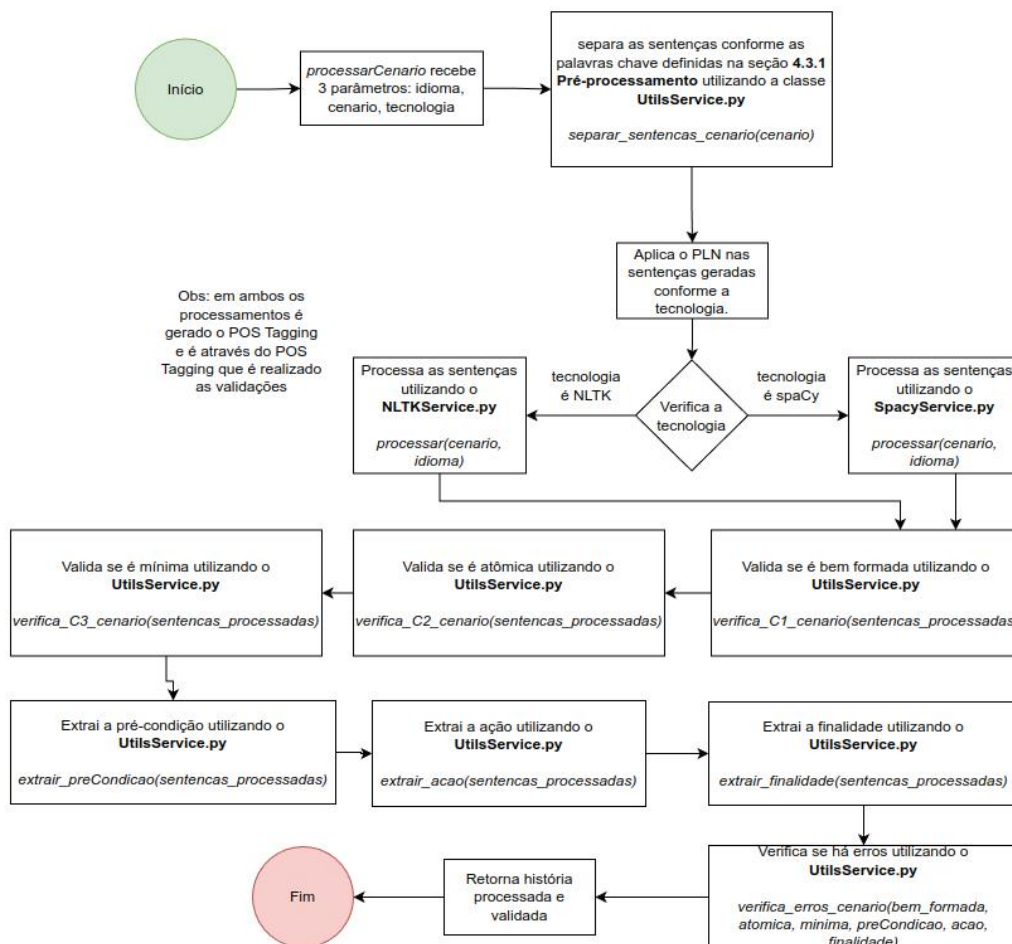 Início
processarCenario recebe
3 parâmetros: idioma,
cenario, tecnologia
separa as sentenças conforme as
palavras chave definidas na seção 4.3.1
Pré-processamento utilizando a classe
UtilsService.py
separar_sentencas_cenario(cenario)
Aplica o PLN nas
sentenças geradas
conforme a
tecnologia.
Obs: em ambos os
processamentos é
gerado o POS Tagging
e é através do POS
Tagging que é realizado
as validações
Processa as sentenças
utilizando o
NLTKService.py
processar(cenario,
idioma)
tecnologia
é NLTK
Verifica a
tecnologia
tecnologia
é spaCy
Processa as sentenças
utilizando o
SpacyService.py
processar(cenario,
idioma)
Valida se é bem formada utilizando o
UtilsService.py
verifica_C1_cenario(sentencas_processadas)
Valida se é atômica utilizando o
UtilsService.py
verifica_C2_cenario(sentencas_processadas)
Valida se é mínima utilizando o
UtilsService.py
verifica_C3_cenario(sentencas_processadas)
Extrai a pré-condição utilizando o
UtilsService.py
extrair_preCondicao(sentencas_processadas)
Extrai a ação utilizando o
UtilsService.py
extrair_acao(sentencas_processadas)
Extrai a finalidade utilizando o
UtilsService.py
extrair_finalidade(sentencas_processadas)
Verifica se há erros utilizando o
UtilsService.py
verifica_erros_cenario(bem_formada,
atomica, minima, preCondicao, acao,
finalidade)
Retorna história
processada e
validada
Fim